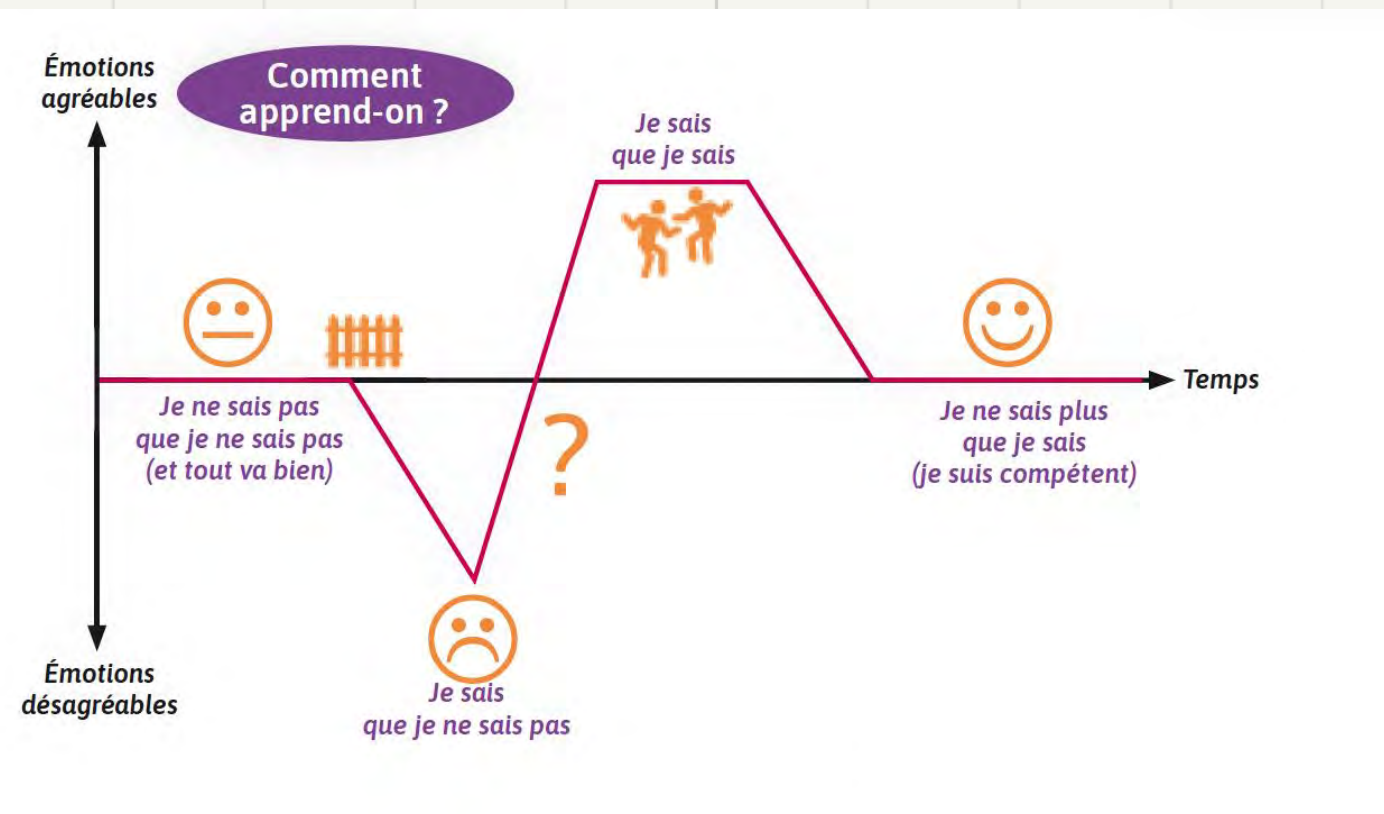 Émotions
agréables
Comment
apprend-on ?
Je sais
que je sais
Temps
Je ne sais pas
que je ne sais pas
(et tout va bien)
?
Je ne sais plus
que je sais
(je suis compétent)
Émotions
désagréables
Je sais
que je ne sais pas